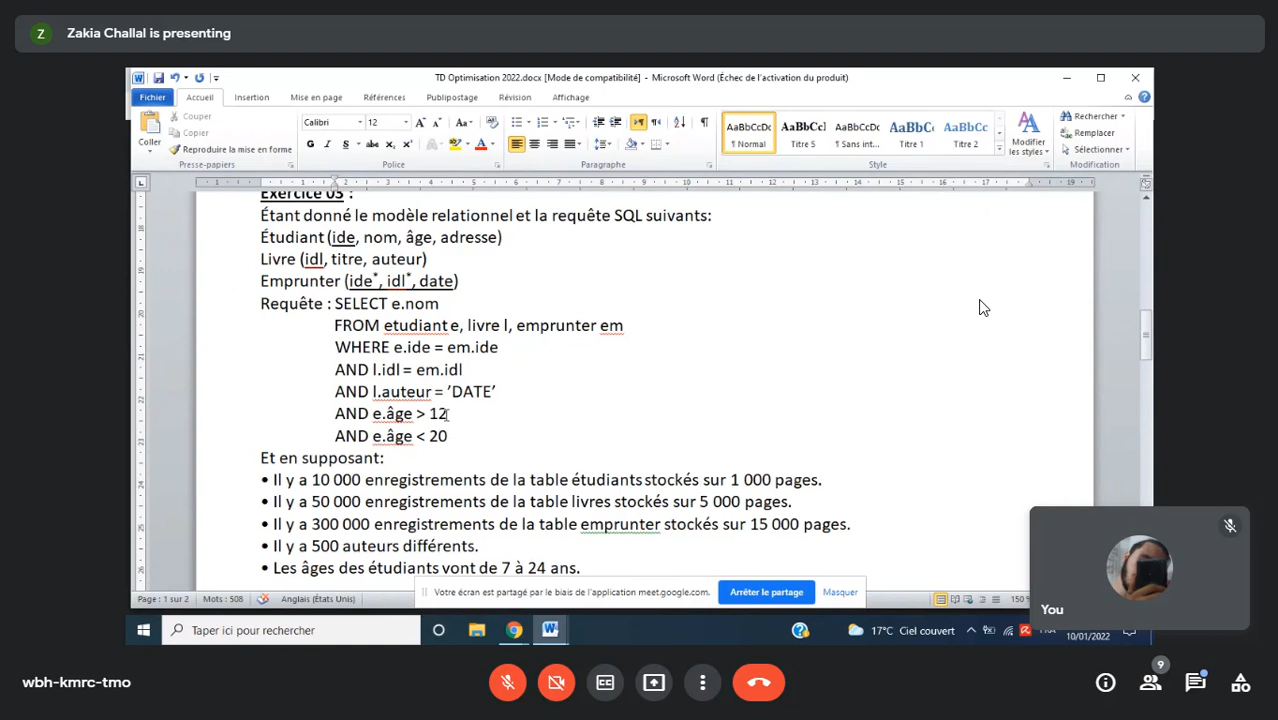 Z Zakia Challal is presenting
TD Optimisation 2022.docx [Mode de compatibilité] - Microsoft Word (Échec de l'activation du produit)
Fichier Accueil Insertion Mise en page Références Publipostage Révision Affichage
Coller
Couper
Copier
Reproduire la mise en forme
Presse-papiers
Calibri 12
Police
Paragraphe
AaBbCcDc AaBbCcI AaBbCcDc AaBbC AaBbCc
¶ Normal Titre 5 ¶ Sans int... Titre 1 Titre 2
Style
Modifier les styles
Rechercher
Remplacer
Sélectionner
Modification
Exercice 05 :
Étant donné le modèle relationnel et la requête SQL suivants:
Étudiant (ide, nom, âge, adresse)
Livre (idl, titre, auteur)
Emprunter (ide*, idl*, date)
Requête : SELECT e.nom
FROM etudiant e, livre l, emprunter em
WHERE e.ide = em.ide
AND l.idl = em.idl
AND l.auteur = ’DATE’
AND e.âge > 12
AND e.âge < 20
Et en supposant:
• Il y a 10 000 enregistrements de la table étudiants stockés sur 1 000 pages.
• Il y a 50 000 enregistrements de la table livres stockés sur 5 000 pages.
• Il y a 300 000 enregistrements de la table emprunter stockés sur 15 000 pages.
• Il y a 500 auteurs différents.
• Les âges des étudiants vont de 7 à 24 ans.
Votre écran est partagé par le biais de l'application meet.google.com. Arrêter le partage Masquer
Page : 1 sur 2 Mots : 508 Anglais (États Unis) 150 %
Taper ici pour rechercher
17°C Ciel couvert
10/01/2022
You
wbh-kmrc-tmo
9